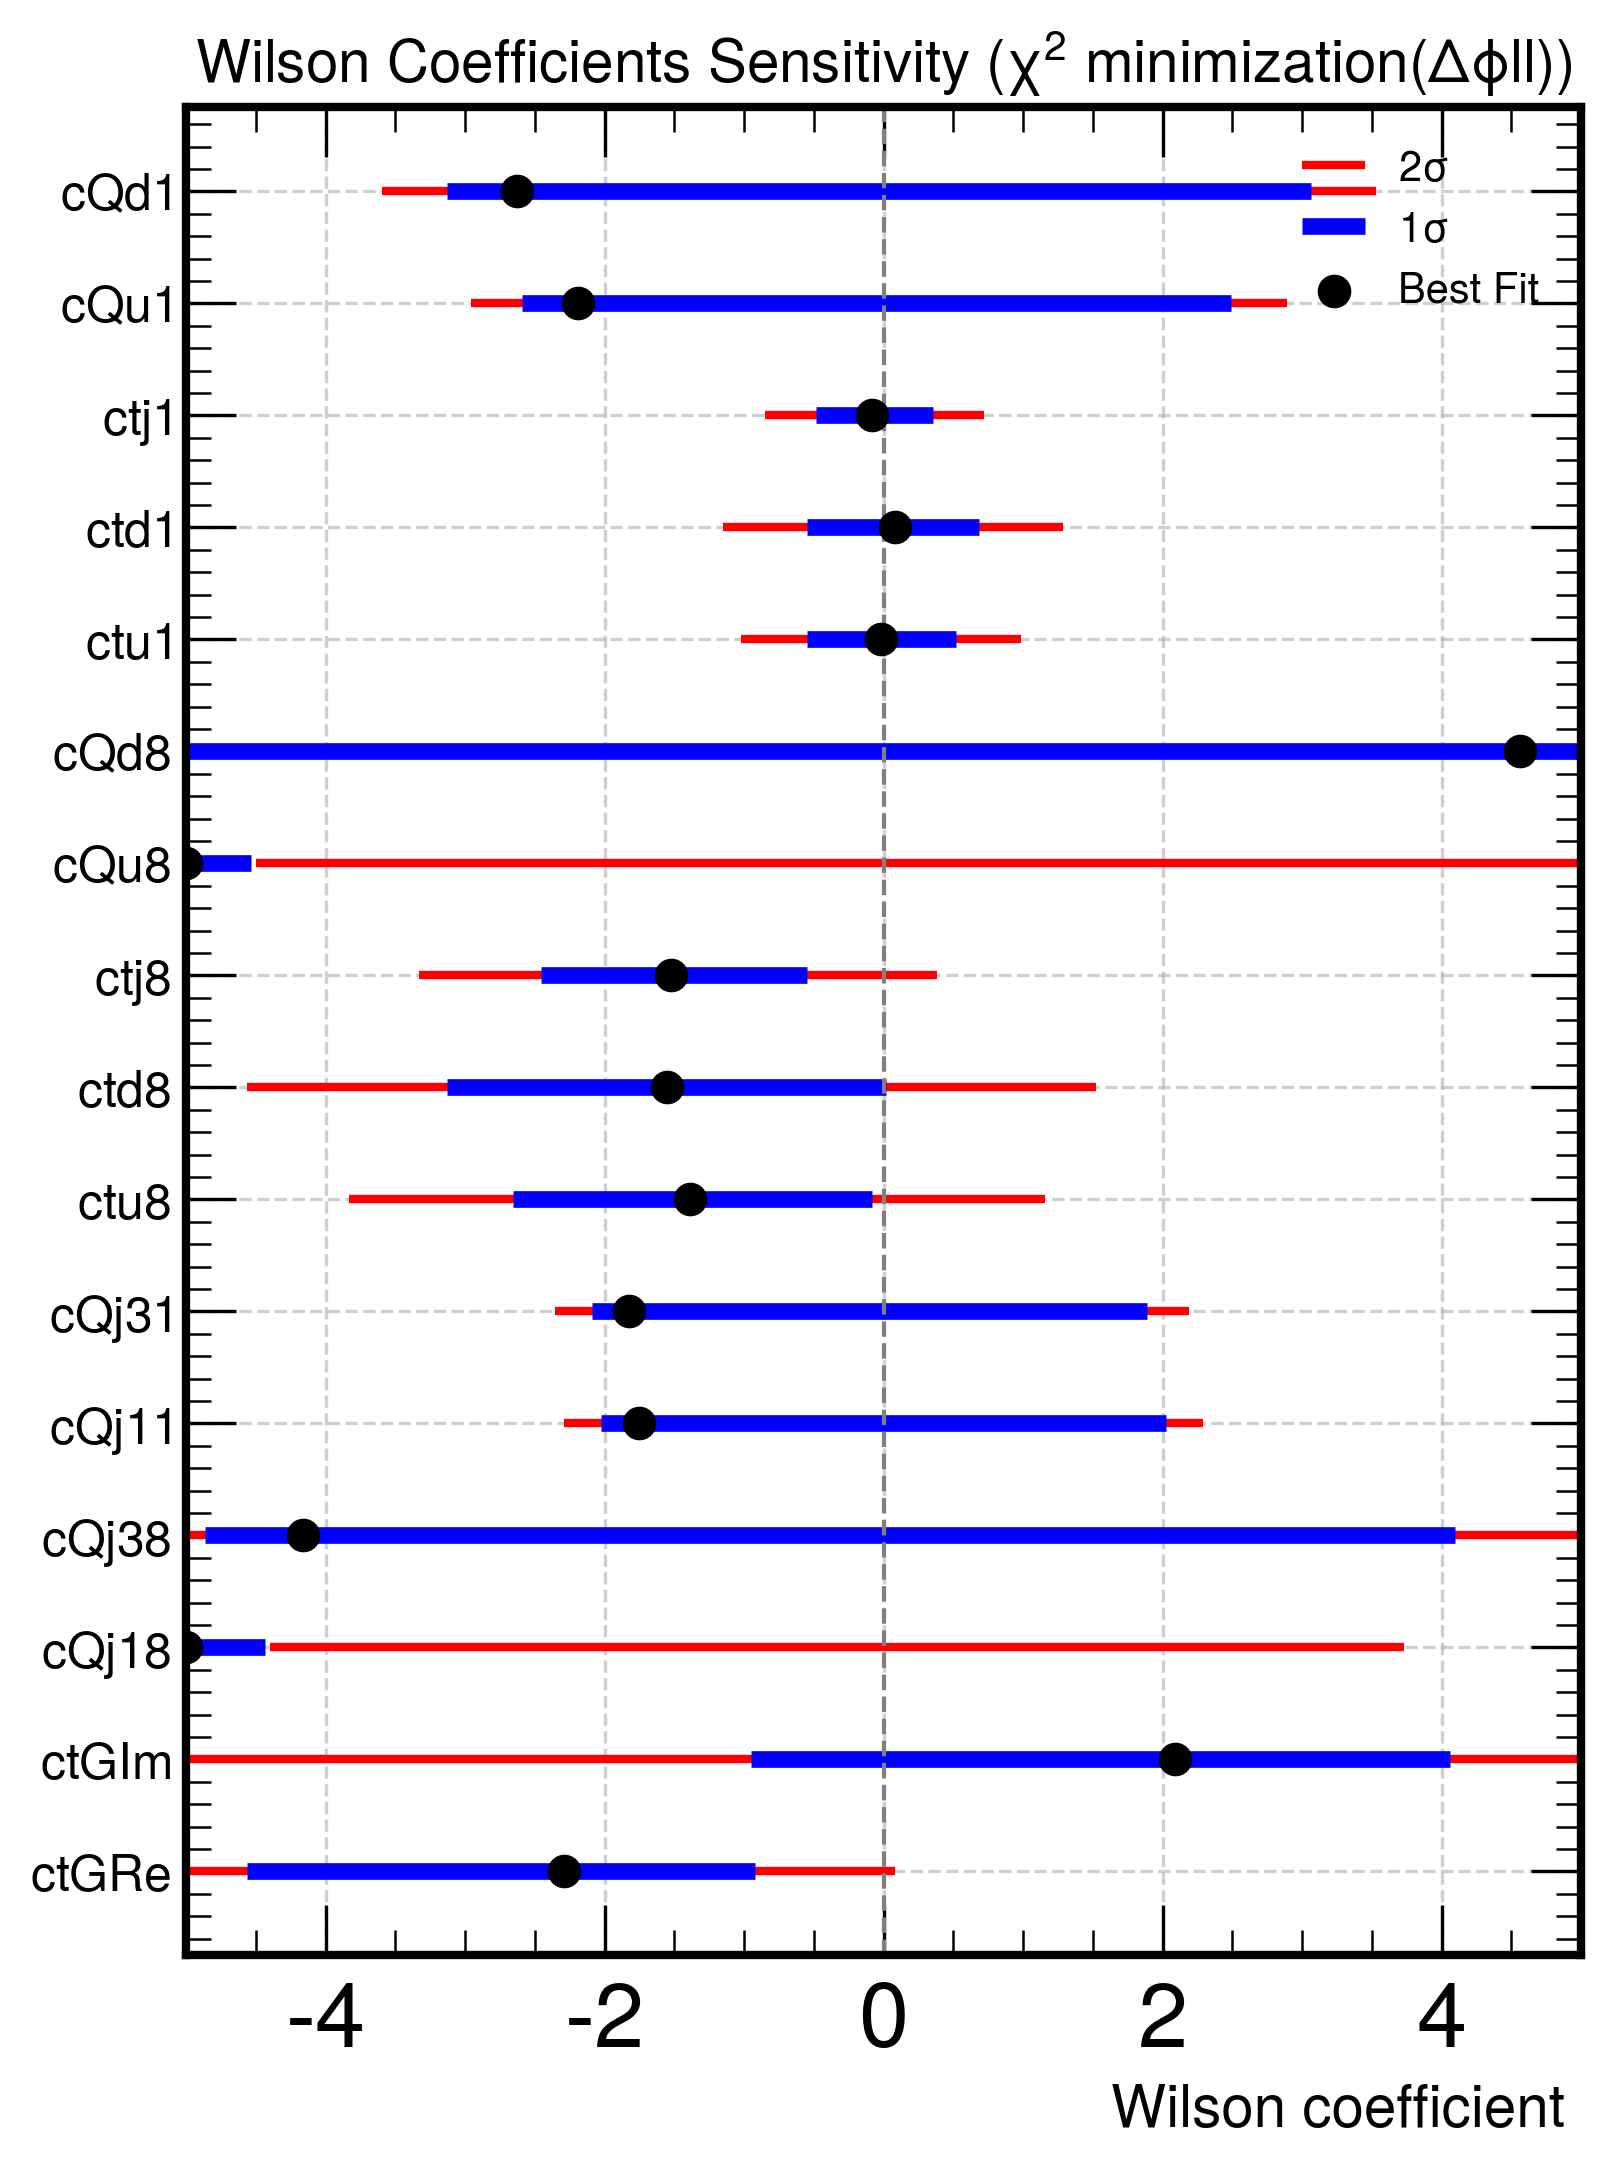 Wilson Coefficients Sensitivity (χ² minimization(Δϕll))
2σ
1σ
Best Fit
cQd1
cQu1
ctj1
ctd1
ctu1
cQd8
cQu8
ctj8
ctd8
ctu8
cQj31
cQj11
cQj38
cQj18
ctGIm
ctGRe
-4 -2 0 2 4
Wilson coefficient